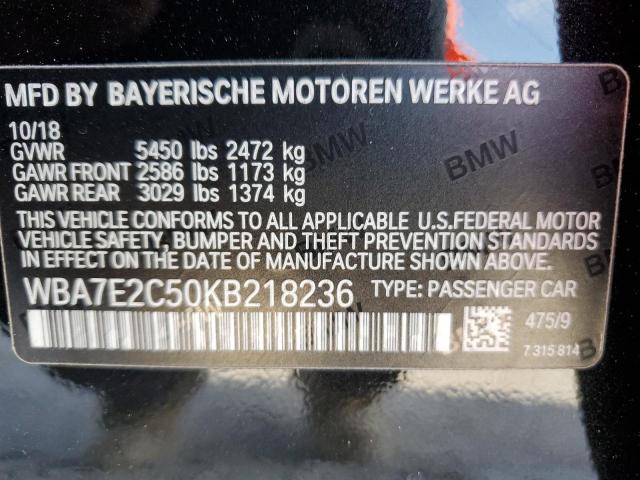 MFD BY BAYERISCHE MOTOREN WERKE AG
10/18
GVWR 5450 lbs 2472 kg
GAWR FRONT 2586 lbs 1173 kg
GAWR REAR 3029 lbs 1374 kg
BMW
THIS VEHICLE CONFORMS TO ALL APPLICABLE U.S.FEDERAL MOTOR
VEHICLE SAFETY, BUMPER AND THEFT PREVENTION STANDARDS
IN EFFECT ON THE DATE OF MANUFACTURE SHOWN ABOVE.
WBA7E2C50KB218236 TYPE: PASSENGER CAR
475/9
7 315 814